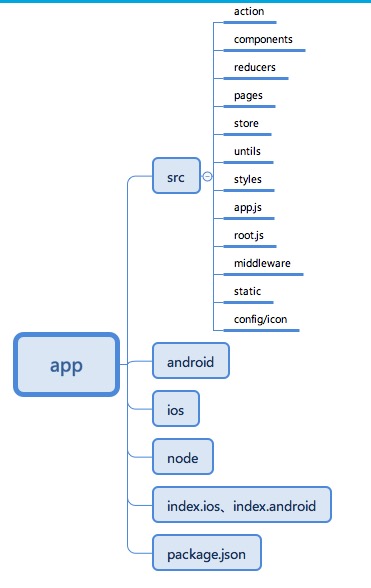 action
components
reducers
pages
store
untils
src
styles
app.js
root.js
middleware
static
config/icon
app
android
ios
node
index.ios、index.android
package.json